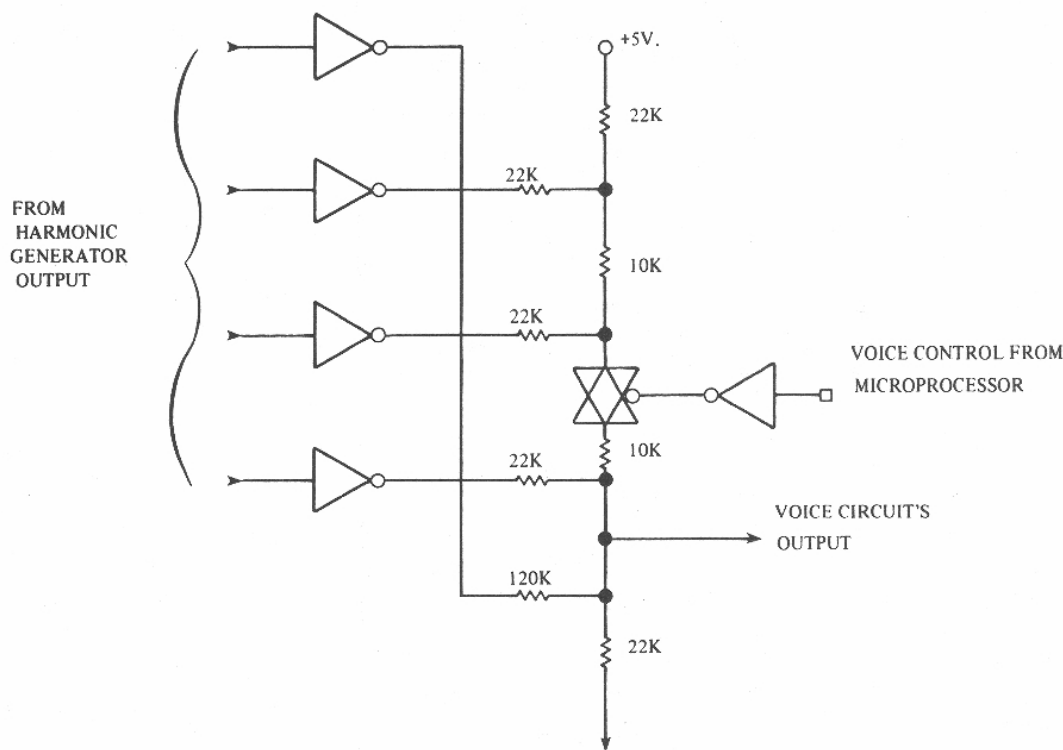 +5V.
22K
22K
FROM
HARMONIC
GENERATOR
OUTPUT
10K
22K
VOICE CONTROL FROM
MICROPROCESSOR
10K
22K
VOICE CIRCUIT'S
OUTPUT
120K
22K